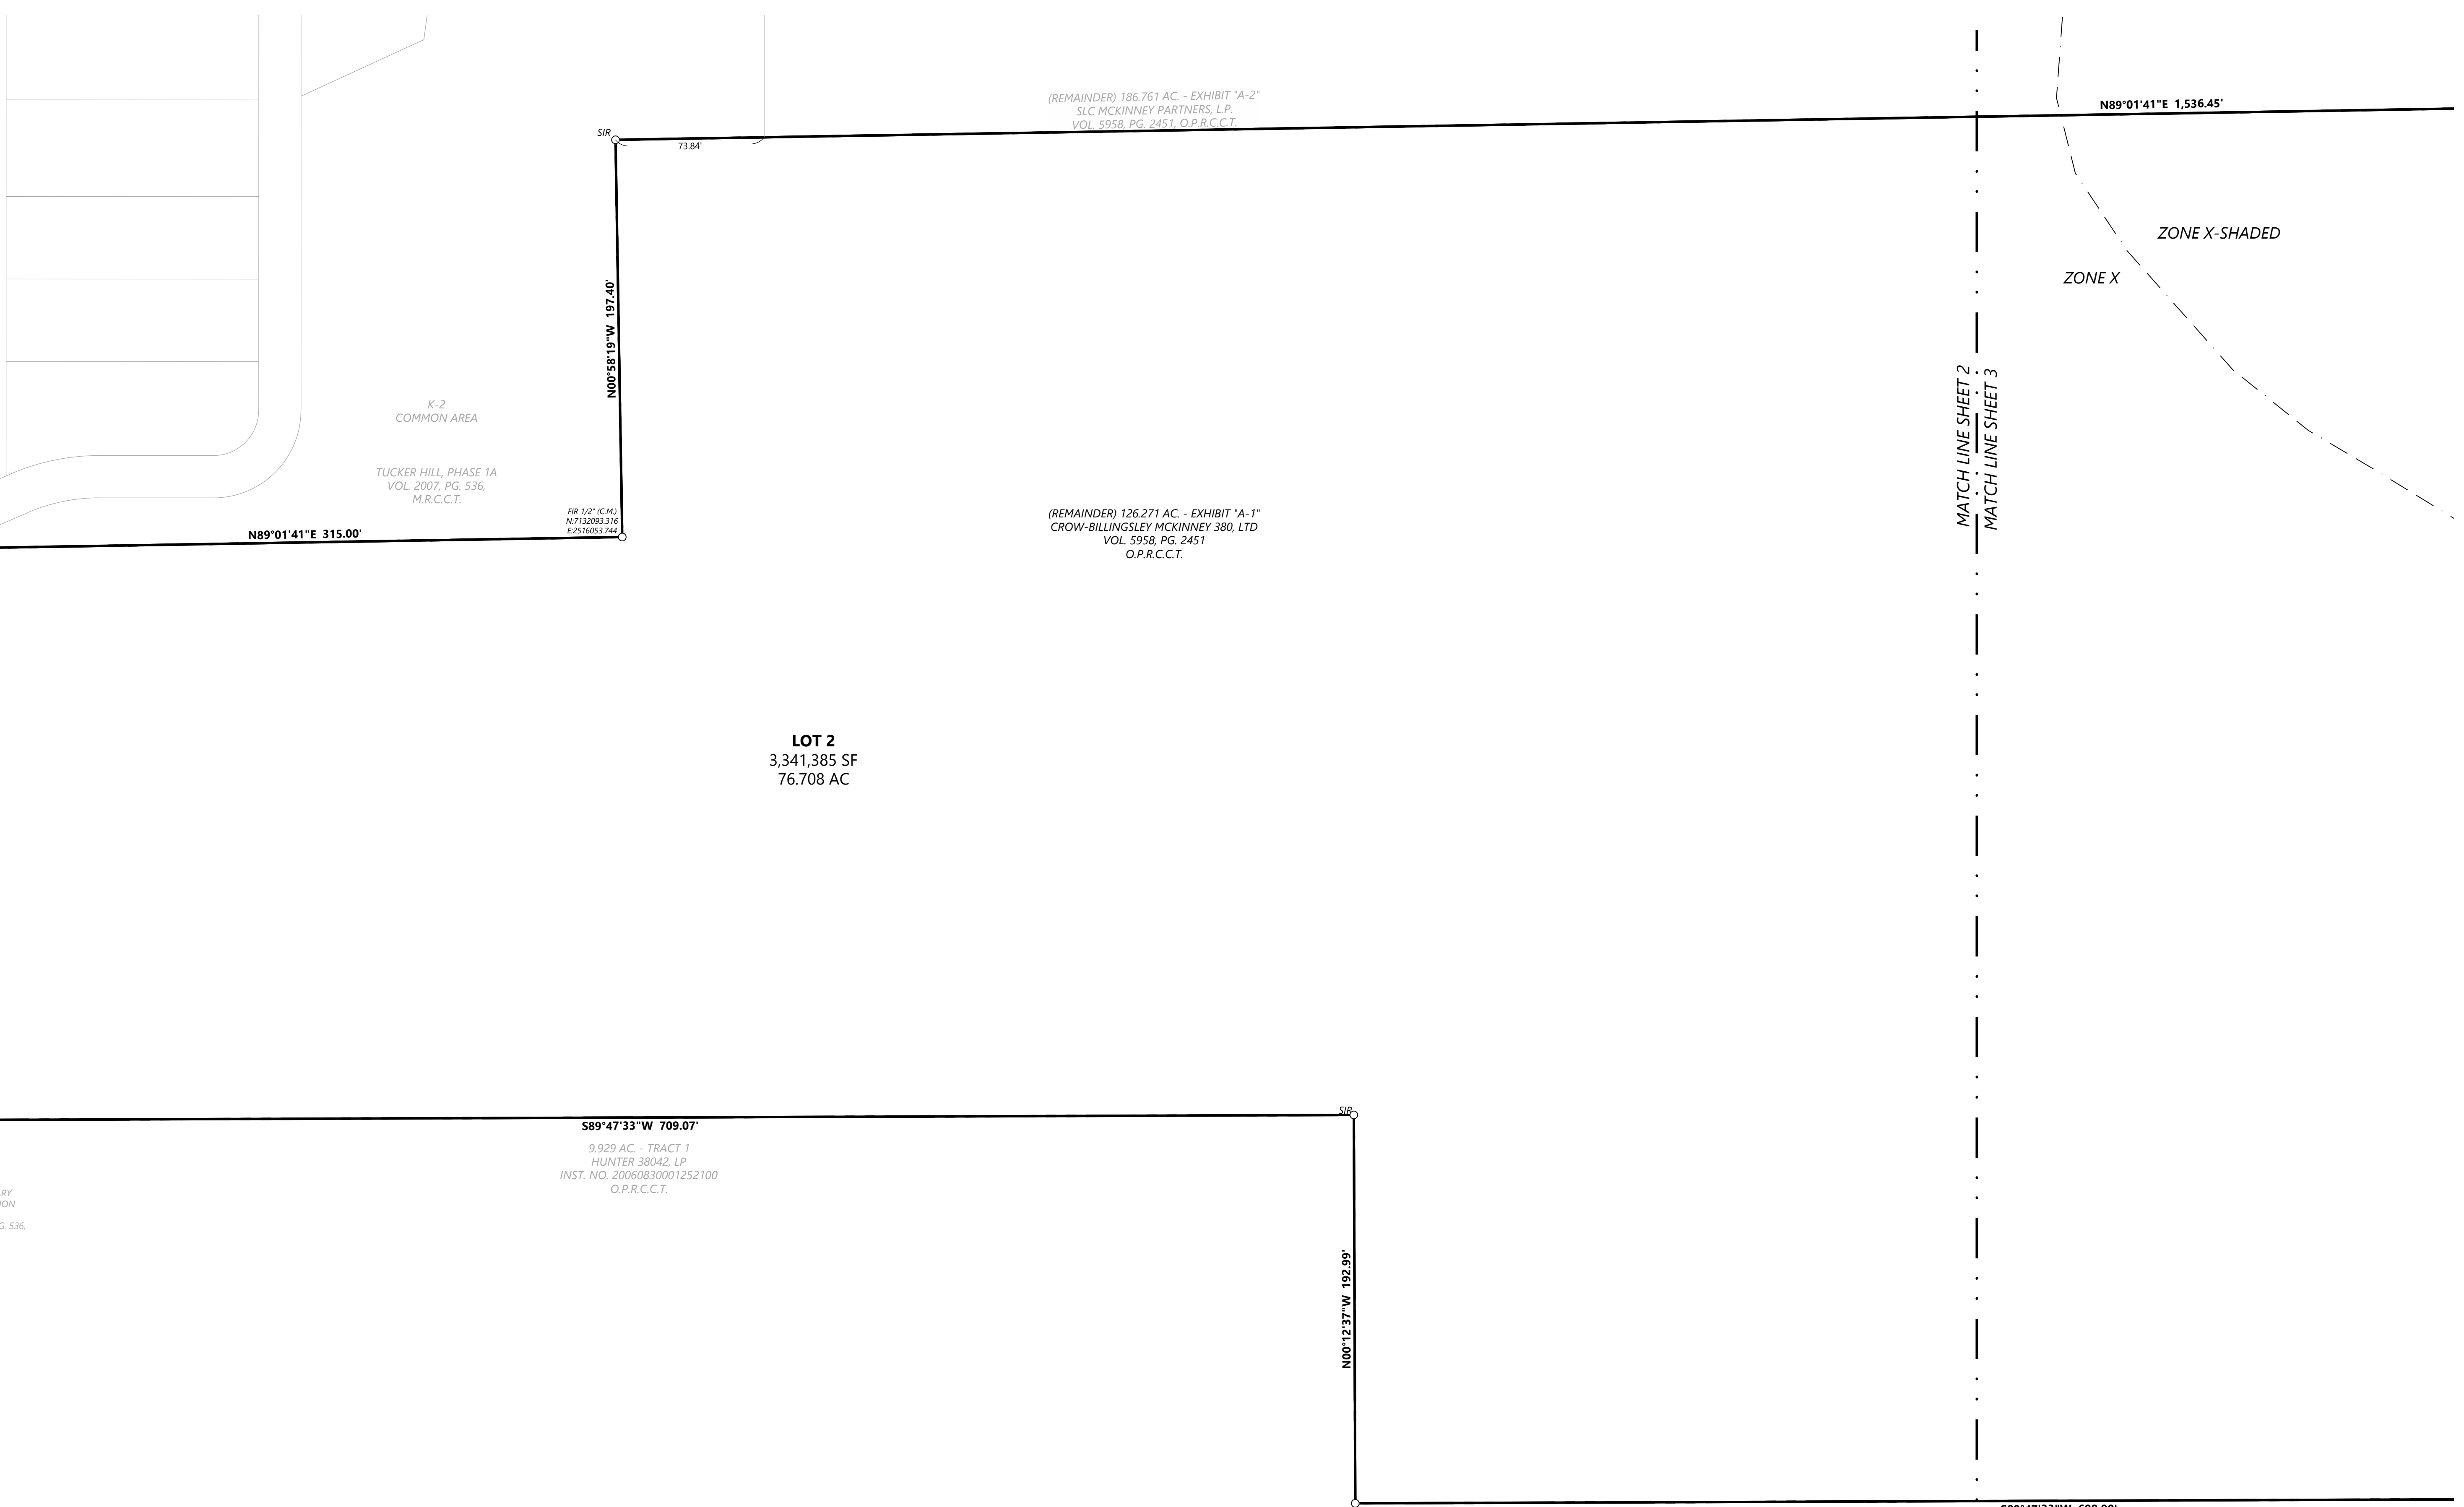 (REMAINDER) 186.761 AC. - EXHIBIT "A-2"
SLC MCKINNEY PARTNERS, L.P.
VOL. 5958, PG. 2451, O.P.R.C.C.T.
N89°01'41"E 1,536.45'
SIR
73.84'
ZONE X-SHADED
ZONE X
N00°58'19"W 197.40'
MATCH LINE SHEET 2
MATCH LINE SHEET 3
K-2
COMMON AREA
TUCKER HILL, PHASE 1A
VOL. 2007, PG. 536,
M.R.C.C.T.
FIR 1/2" (C.M.)
N:7132093.316
E:2516053.744
N89°01'41"E 315.00'
(REMAINDER) 126.271 AC. - EXHIBIT "A-1"
CROW-BILLINGSLEY MCKINNEY 380, LTD
VOL. 5958, PG. 2451
O.P.R.C.C.T.
LOT 2
3,341,385 SF
76.708 AC
SIR
S89°47'33"W 709.07'
9.929 AC. - TRACT 1
HUNTER 38042, LP
INST. NO. 20060830001252100
O.P.R.C.C.T.
RY
ION
G. 536,
N00°12'37"W 192.99'